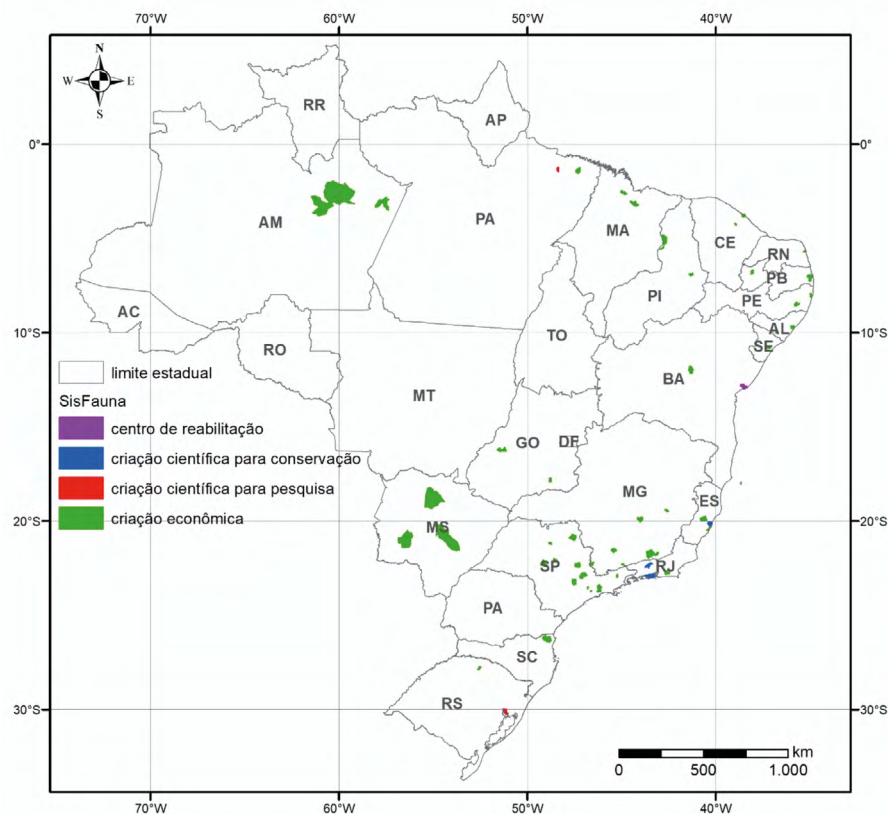 70°W 60°W 50°W 40°W
N
W E
S
RR
AP
0° 0°
AM
PA
MA
CE
RN
PB
PI
PE
AC
AL
TO
SE
10°S 10°S
RO
BA
MT
limite estadual
SisFauna
centro de reabilitação
GO DF
criação científica para conservação
criação científica para pesquisa
MG
ES
criação econômica
20°S 20°S
MS
SP
RJ
PA
SC
RS
30°S 30°S
km
0 500 1.000
70°W 60°W 50°W 40°W